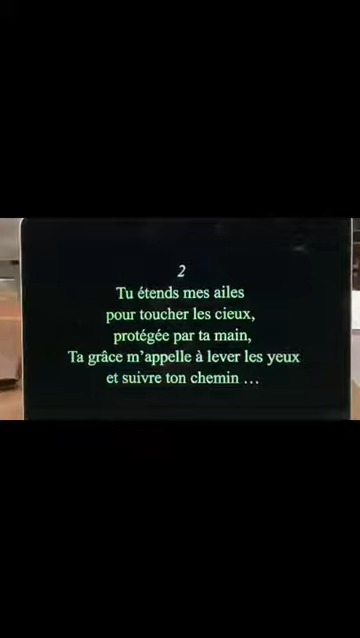 2
Tu étends mes ailes
pour toucher les cieux,
protégée par ta main,
Ta grâce m'appelle à lever les yeux
et suivre ton chemin …